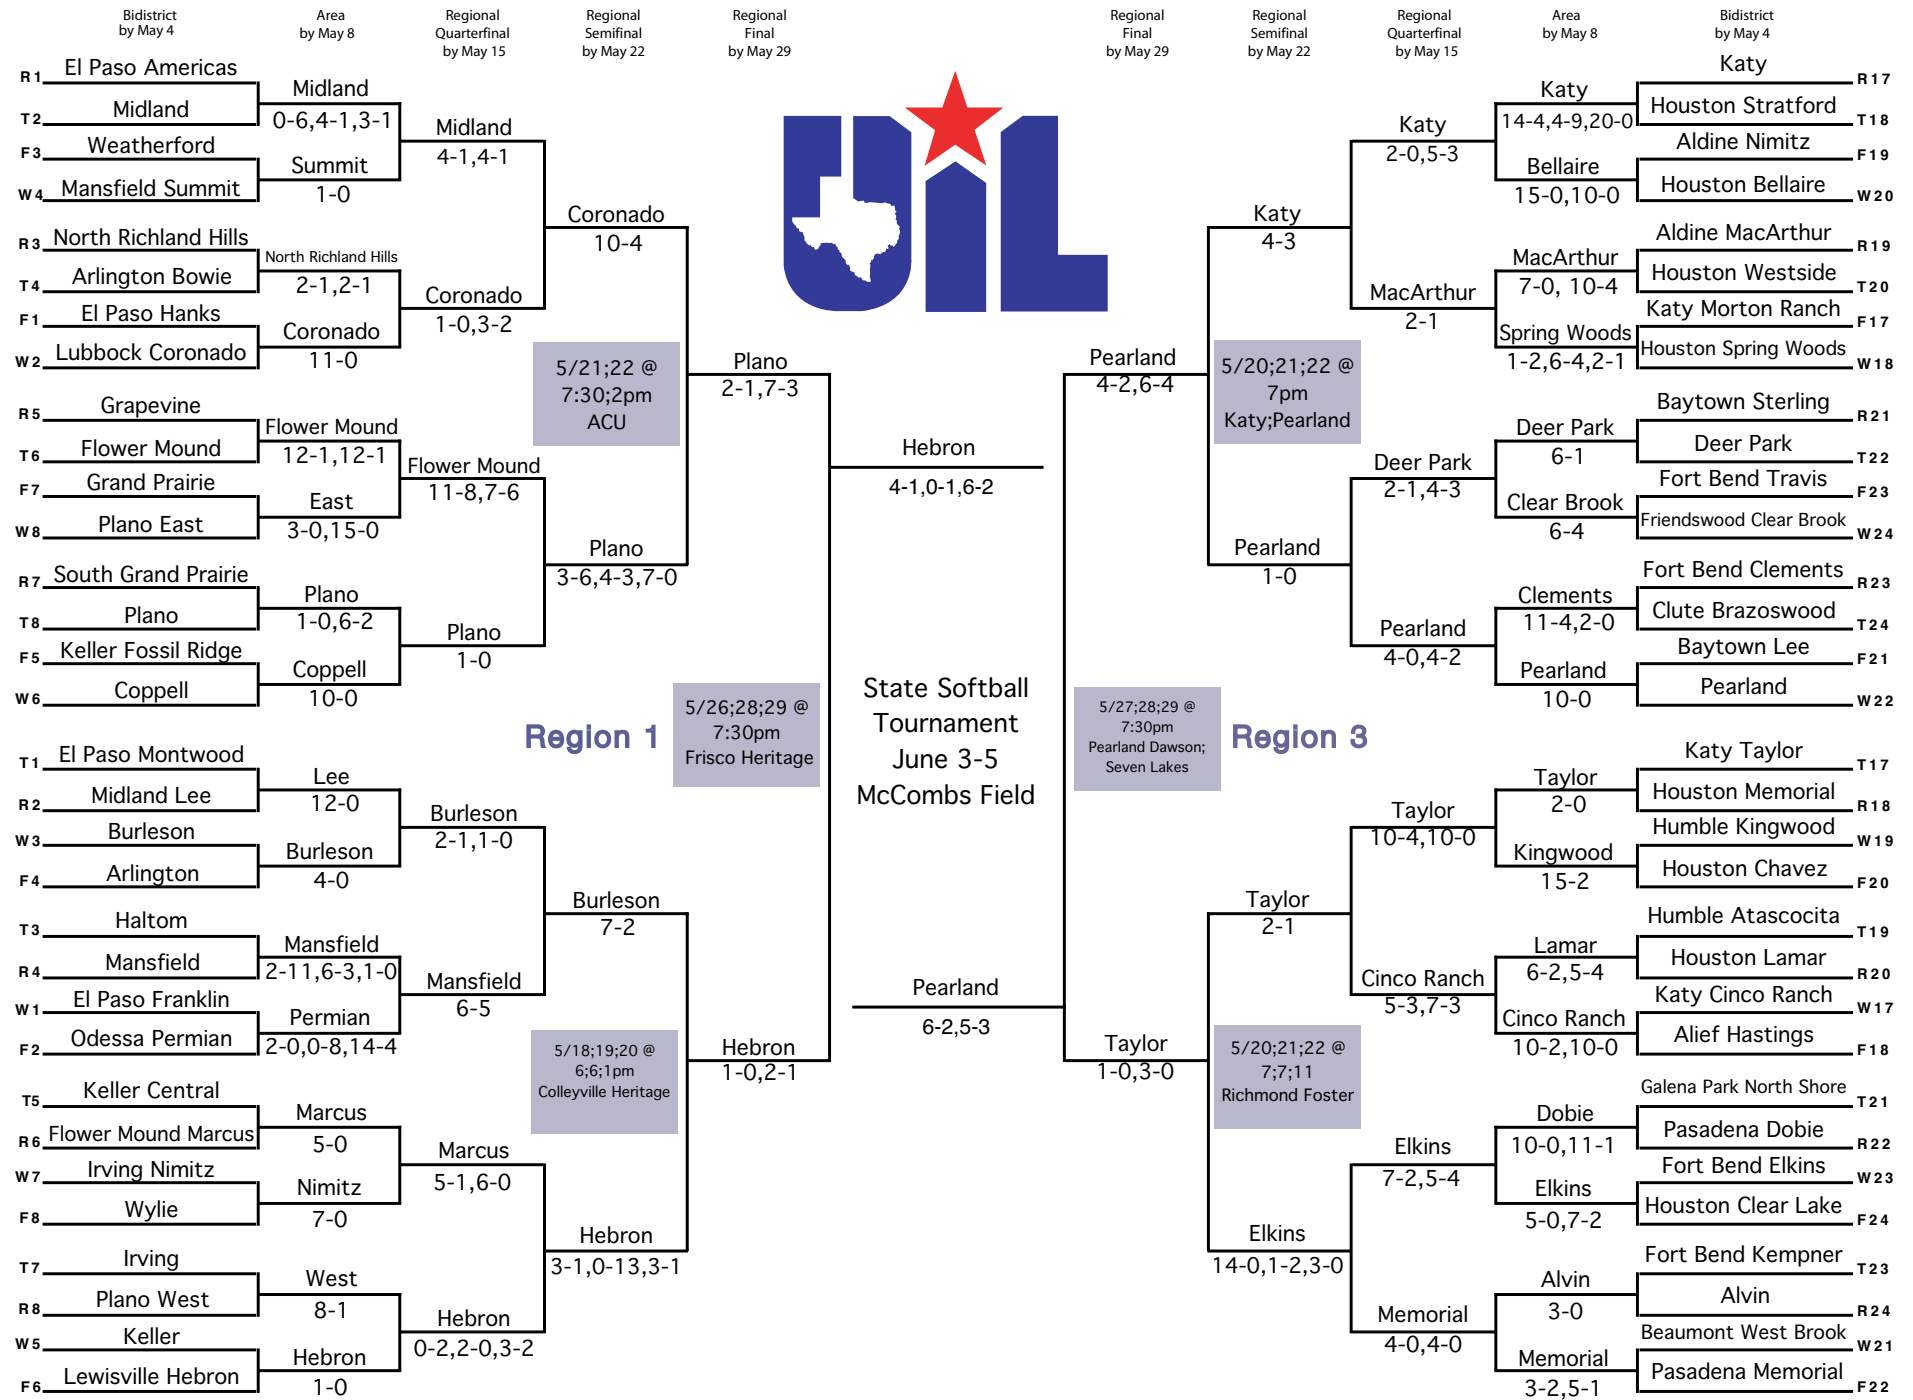 Bidistrict
by May 4
Area
by May 8
Regional
Quarterfinal
by May 15
Regional
Semifinal
by May 22
Regional
Final
by May 29
Regional
Final
by May 29
Regional
Semifinal
by May 22
Regional
Quarterfinal
by May 15
Area
by May 8
Bidistrict
by May 4
R1 El Paso Americas
T2 Midland
F3 Weatherford
W4 Mansfield Summit
R3 North Richland Hills
T4 Arlington Bowie
F1 El Paso Hanks
W2 Lubbock Coronado
R5 Grapevine
T6 Flower Mound
F7 Grand Prairie
W8 Plano East
R7 South Grand Prairie
T8 Plano
F5 Keller Fossil Ridge
W6 Coppell
T1 El Paso Montwood
R2 Midland Lee
W3 Burleson
F4 Arlington
T3 Haltom
R4 Mansfield
W1 El Paso Franklin
F2 Odessa Permian
T5 Keller Central
R6 Flower Mound Marcus
W7 Irving Nimitz
F8 Wylie
T7 Irving
R8 Plano West
W5 Keller
F6 Lewisville Hebron
Midland
0-6,4-1,3-1
Summit
1-0
North Richland Hills
2-1,2-1
Coronado
11-0
Flower Mound
12-1,12-1
East
3-0,15-0
Plano
1-0,6-2
Coppell
10-0
Lee
12-0
Burleson
4-0
Mansfield
2-11,6-3,1-0
Permian
2-0,0-8,14-4
Marcus
5-0
Nimitz
7-0
West
8-1
Hebron
1-0
Midland
4-1,4-1
Coronado
1-0,3-2
Flower Mound
11-8,7-6
Plano
1-0
Burleson
2-1,1-0
Mansfield
6-5
Marcus
5-1,6-0
Hebron
0-2,2-0,3-2
Coronado
10-4
Plano
3-6,4-3,7-0
Burleson
7-2
Hebron
3-1,0-13,3-1
5/21;22 @
7:30;2pm
ACU
5/18;19;20 @
6;6;1pm
Colleyville Heritage
Plano
2-1,7-3
Hebron
1-0,2-1
Region 1
5/26;28;29 @
7:30pm
Frisco Heritage
UIL
Hebron
4-1,0-1,6-2
State Softball
Tournament
June 3-5
McCombs Field
Pearland
6-2,5-3
Pearland
4-2,6-4
Taylor
1-0,3-0
5/27;28;29 @
7:30pm
Pearland Dawson;
Seven Lakes
Region 3
Katy
4-3
Pearland
1-0
Taylor
2-1
Elkins
14-0,1-2,3-0
5/20;21;22 @
7pm
Katy;Pearland
5/20;21;22 @
7;7;11
Richmond Foster
Katy
2-0,5-3
MacArthur
2-1
Deer Park
2-1,4-3
Pearland
4-0,4-2
Taylor
10-4,10-0
Cinco Ranch
5-3,7-3
Elkins
7-2,5-4
Memorial
4-0,4-0
Katy
14-4,4-9,20-0
Bellaire
15-0,10-0
MacArthur
7-0, 10-4
Spring Woods
1-2,6-4,2-1
Deer Park
6-1
Clear Brook
6-4
Clements
11-4,2-0
Pearland
10-0
Taylor
2-0
Kingwood
15-2
Lamar
6-2,5-4
Cinco Ranch
10-2,10-0
Dobie
10-0,11-1
Elkins
5-0,7-2
Alvin
3-0
Memorial
3-2,5-1
Katy R17
Houston Stratford T18
Aldine Nimitz F19
Houston Bellaire W20
Aldine MacArthur R19
Houston Westside T20
Katy Morton Ranch F17
Houston Spring Woods W18
Baytown Sterling R21
Deer Park T22
Fort Bend Travis F23
Friendswood Clear Brook W24
Fort Bend Clements R23
Clute Brazoswood T24
Baytown Lee F21
Pearland W22
Katy Taylor T17
Houston Memorial R18
Humble Kingwood W19
Houston Chavez F20
Humble Atascocita T19
Houston Lamar R20
Katy Cinco Ranch W17
Alief Hastings F18
Galena Park North Shore T21
Pasadena Dobie R22
Fort Bend Elkins W23
Houston Clear Lake F24
Fort Bend Kempner T23
Alvin R24
Beaumont West Brook W21
Pasadena Memorial F22